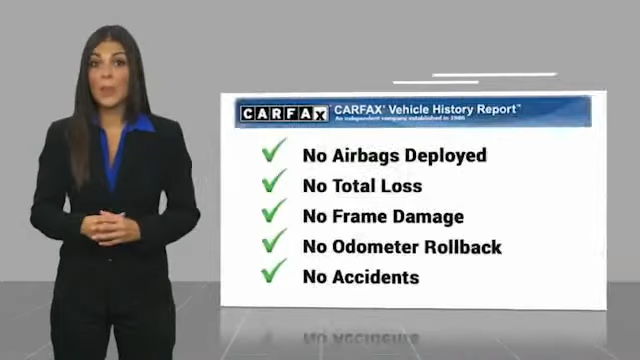 CARFAX CARFAX® Vehicle History Report™
An independent company established in 1986
No Airbags Deployed
No Total Loss
No Frame Damage
No Odometer Rollback
No Accidents